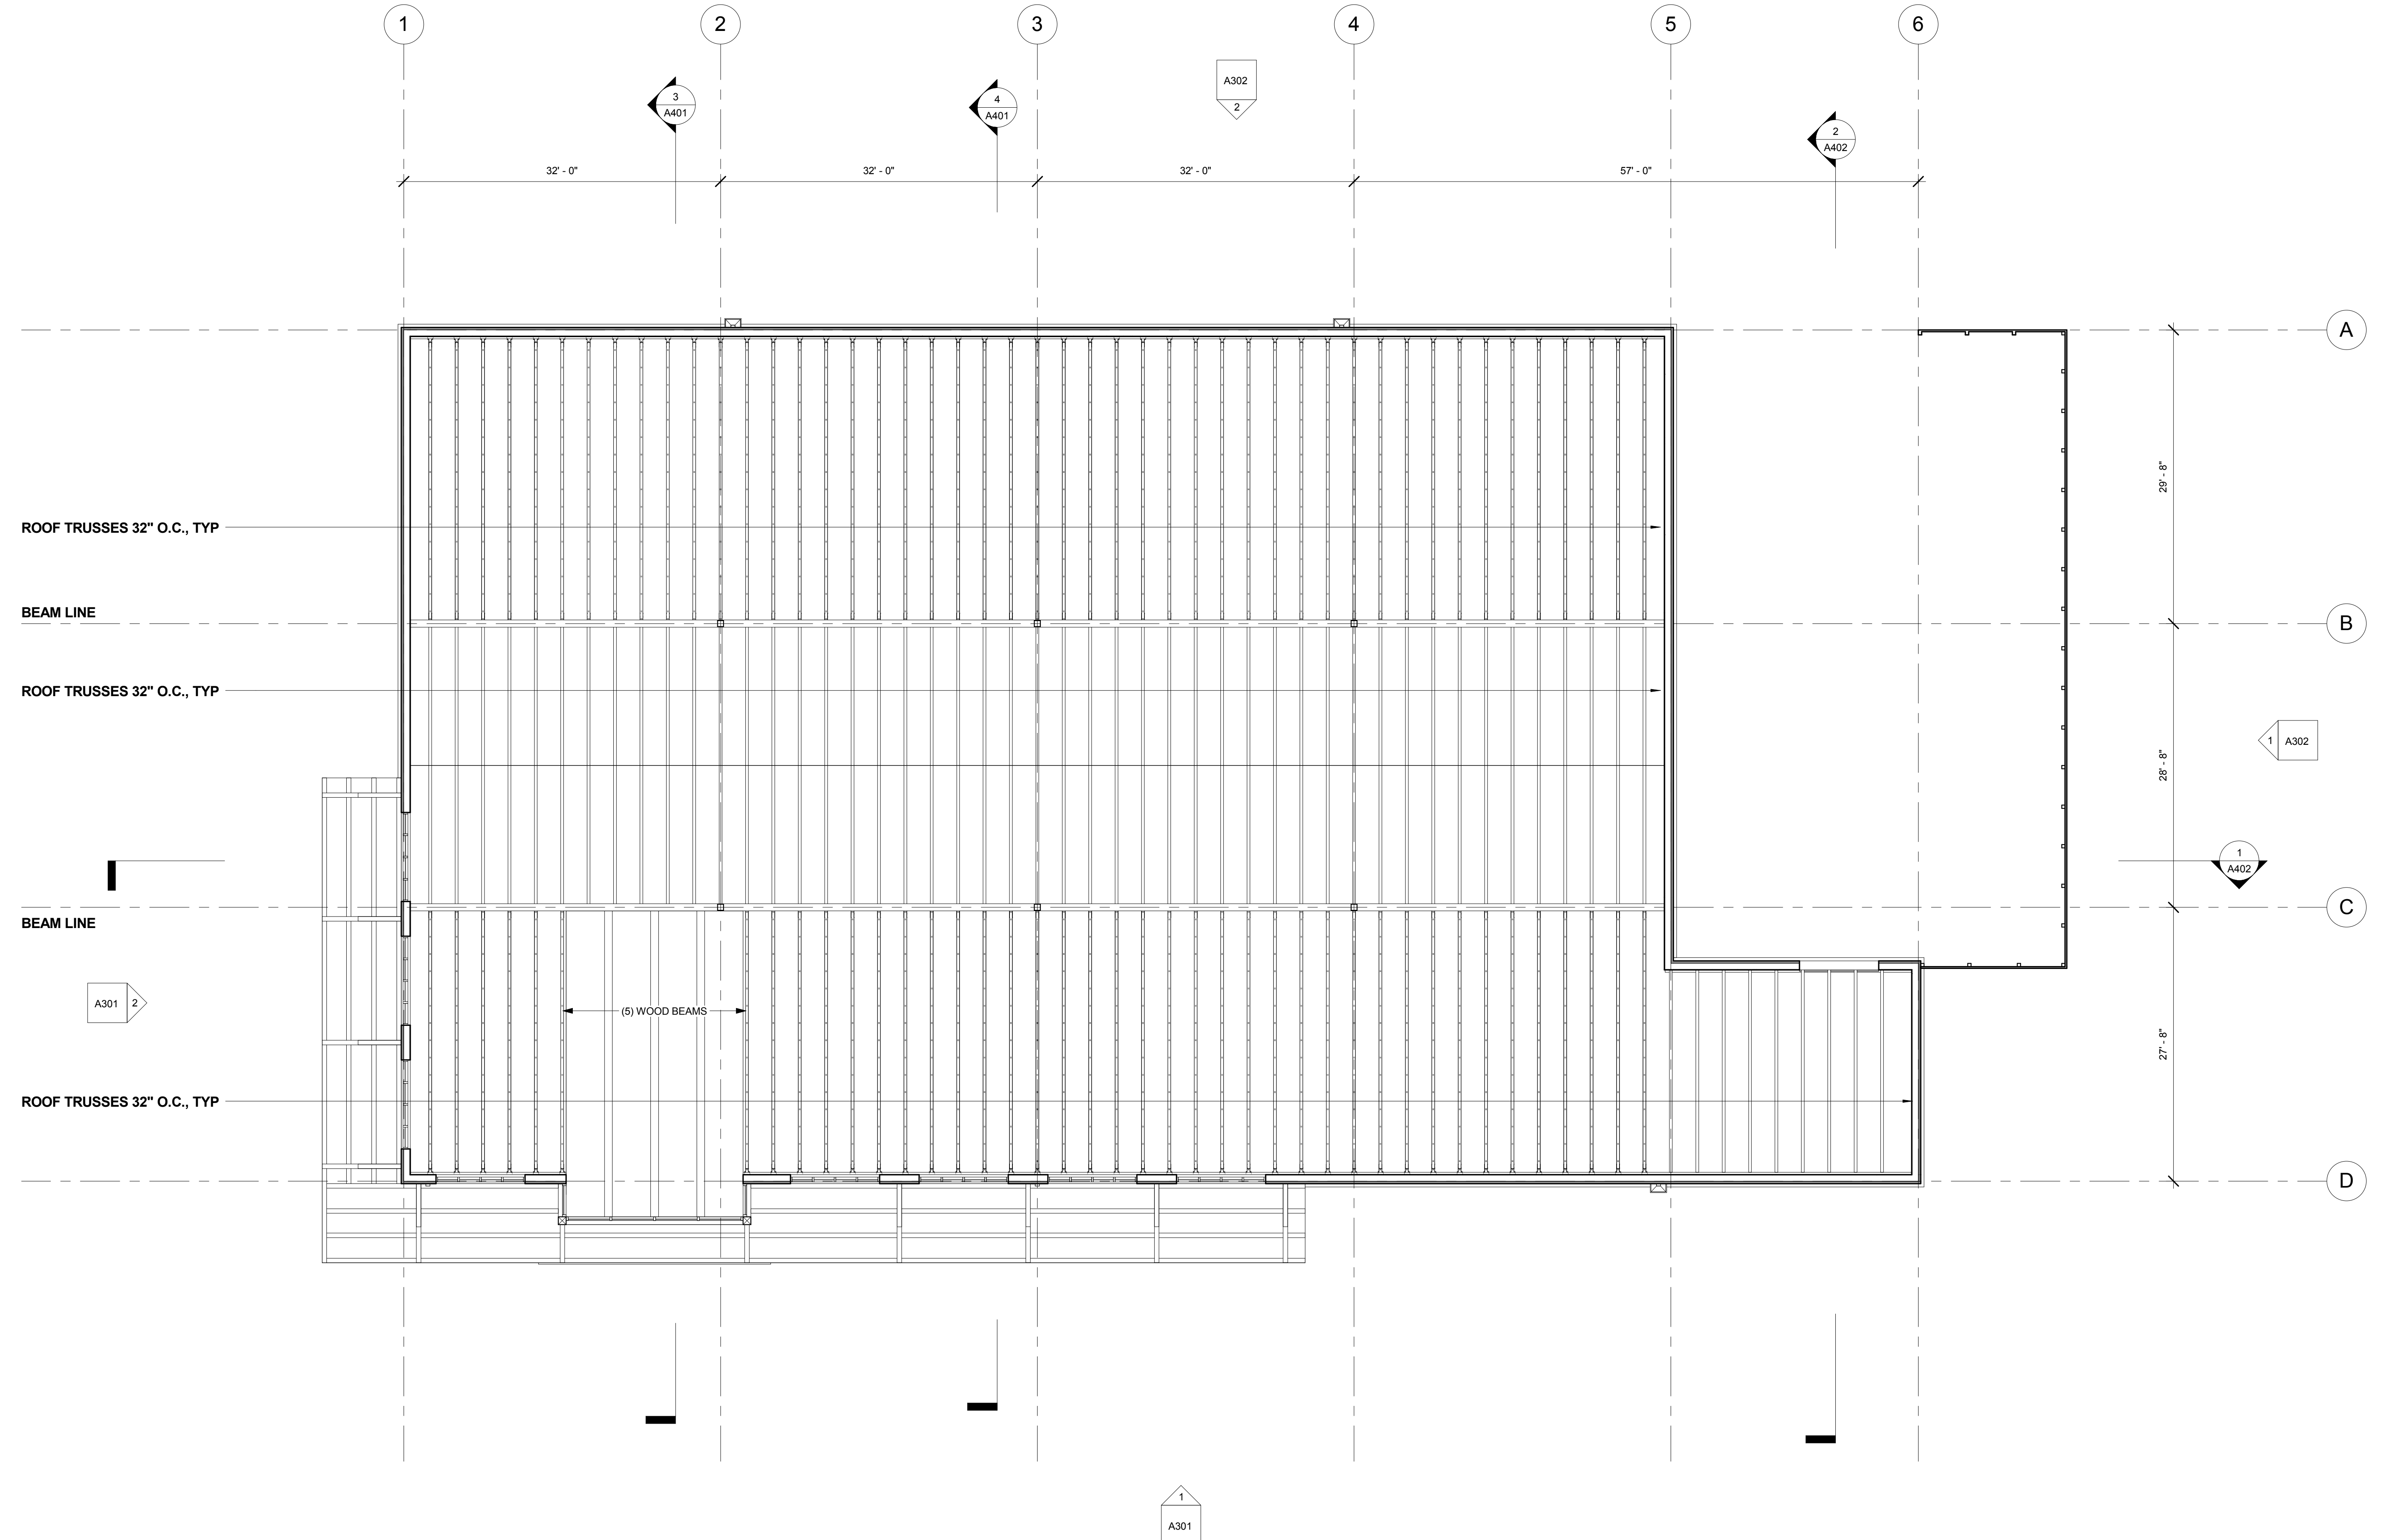 1
2
3
4
5
6
3
A401
4
A401
A302
2
2
A402
32' - 0"
32' - 0"
32' - 0"
57' - 0"
A
29' - 8"
ROOF TRUSSES 32" O.C., TYP
BEAM LINE
B
ROOF TRUSSES 32" O.C., TYP
1
A302
28' - 8"
1
A402
C
BEAM LINE
A301
2
(5) WOOD BEAMS
27' - 8"
ROOF TRUSSES 32" O.C., TYP
D
1
A301